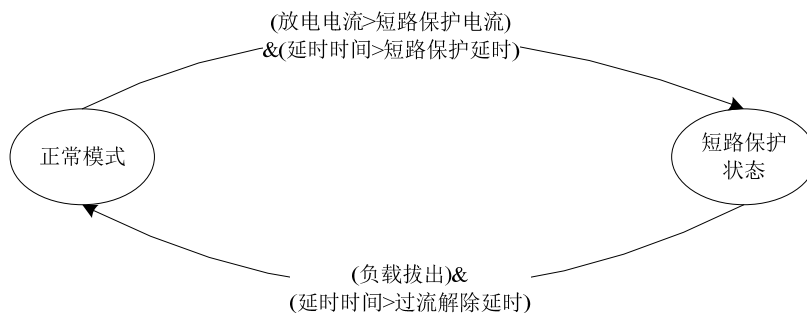 (放电电流>短路保护电流)
&(延时时间>短路保护延时)
正常模式
短路保护
状态
(负载拔出)&
(延时时间>过流解除延时)